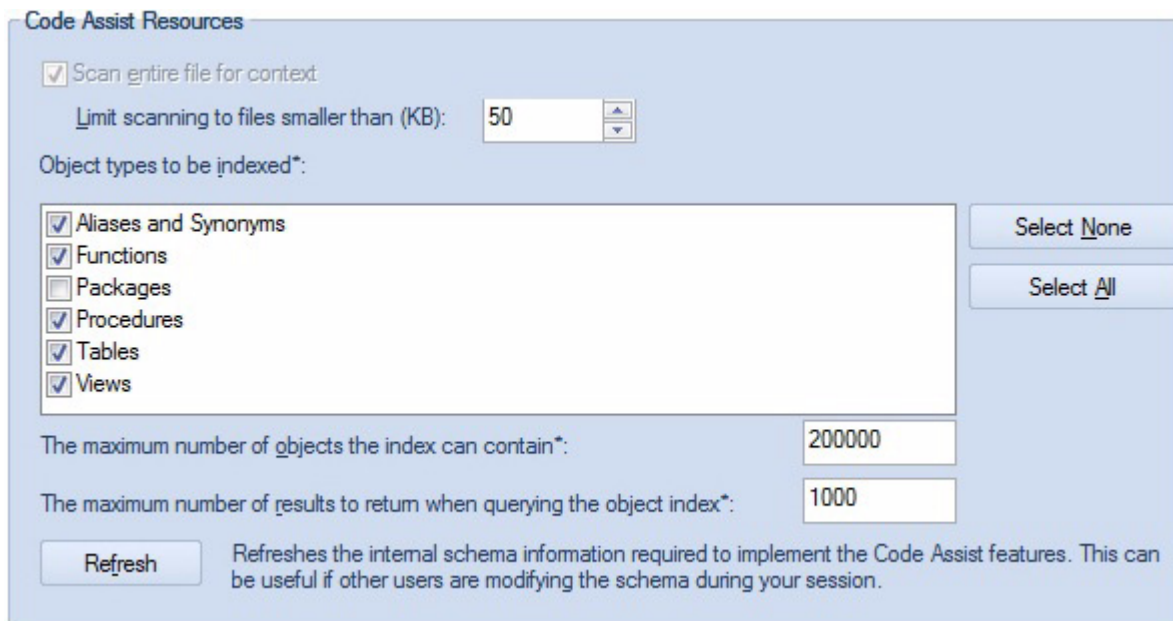 Code Assist Resources
Scan entire file for context
Limit scanning to files smaller than (KB): 50
Object types to be indexed*:
Aliases and Synonyms
Functions
Packages
Procedures
Tables
Views
Select None
Select All
The maximum number of objects the index can contain*: 200000
The maximum number of results to return when querying the object index*: 1000
Refresh
Refreshes the internal schema information required to implement the Code Assist features. This can
be useful if other users are modifying the schema during your session.